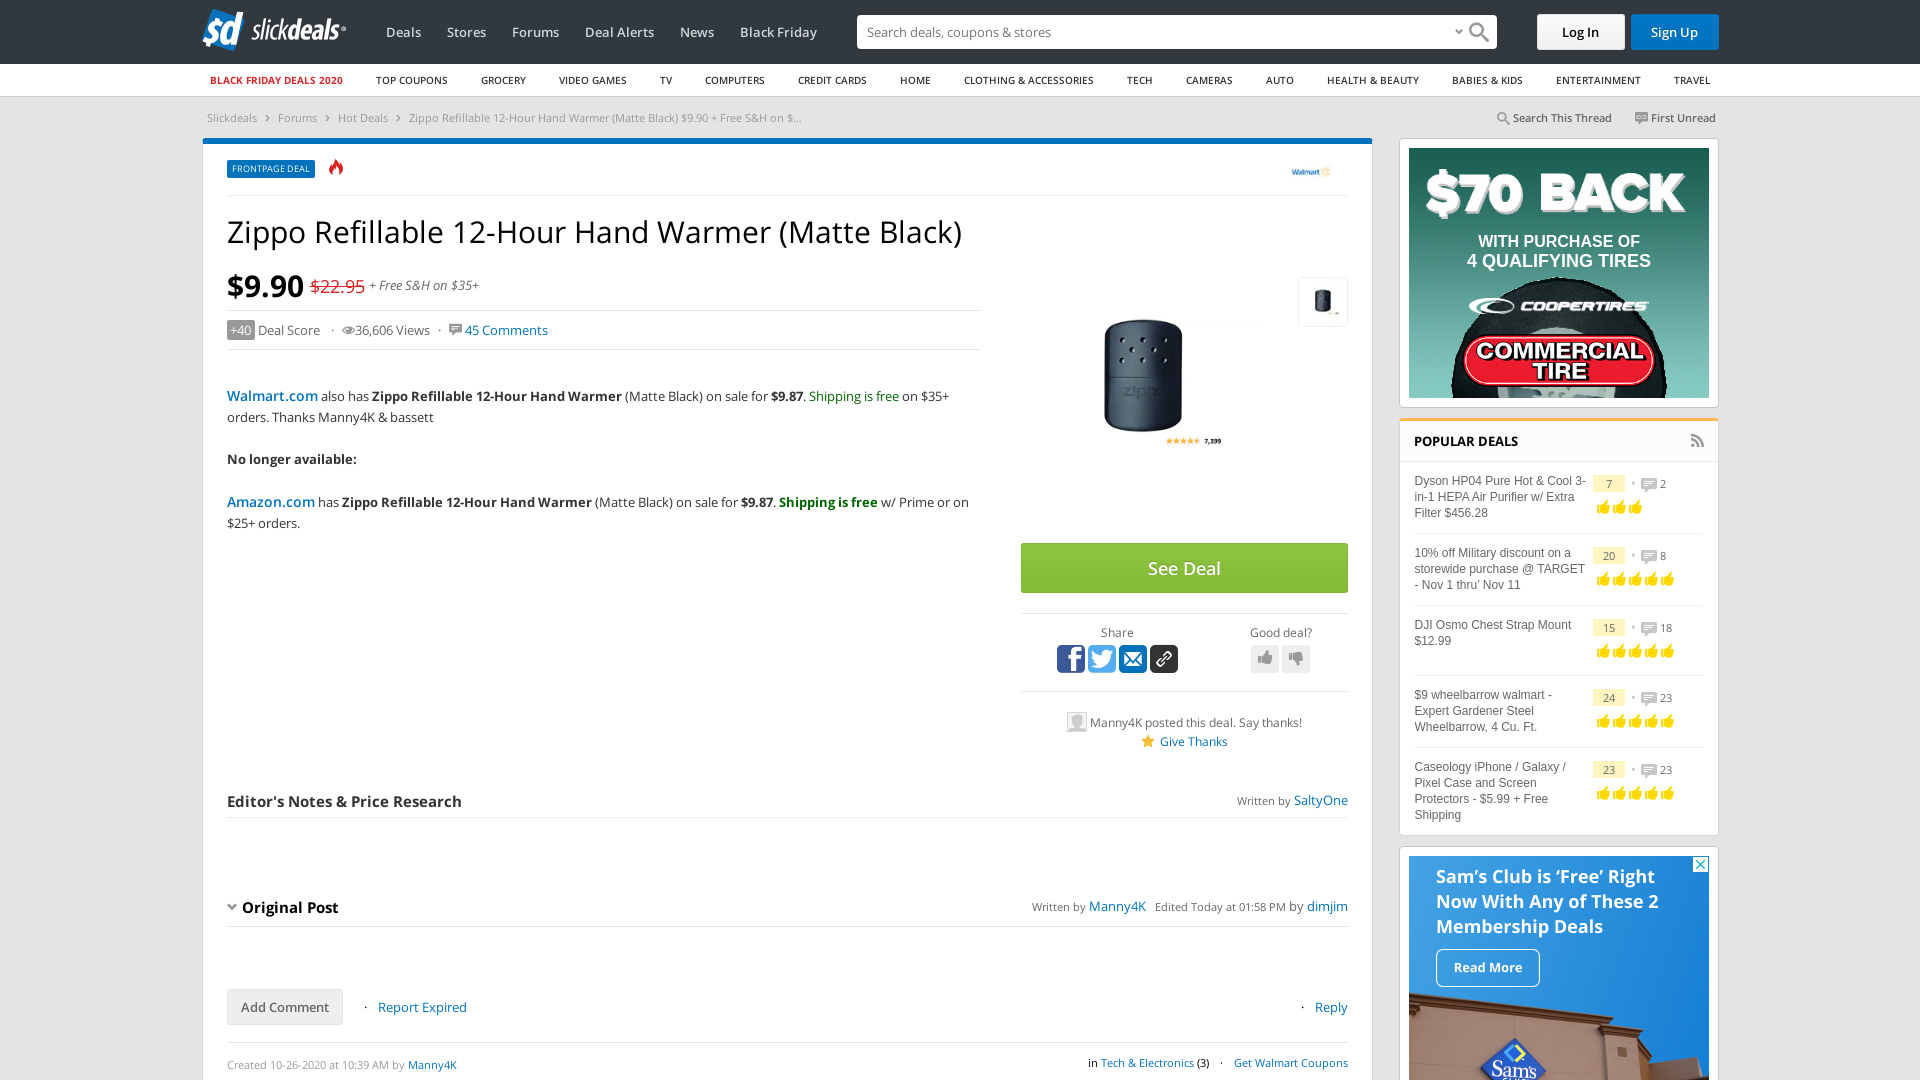 slickdeals
Deals
Stores
Forums
Deal Alerts
News
Black Friday
Search deals, coupons & stores
Log In
Sign Up
BLACK FRIDAY DEALS 2020
TOP COUPONS
GROCERY
VIDEO GAMES
TV
COMPUTERS
CREDIT CARDS
HOME
CLOTHING & ACCESSORIES
TECH
CAMERAS
AUTO
HEALTH & BEAUTY
BABIES & KIDS
ENTERTAINMENT
TRAVEL
Slickdeals › Forums › Hot Deals › Zippo Refillable 12-Hour Hand Warmer (Matte Black) $9.90 + Free S&H on $...
Search This Thread
First Unread
FRONTPAGE DEAL
Walmart
Zippo Refillable 12-Hour Hand Warmer (Matte Black)
$9.90 $22.95 + Free S&H on $35+
+40 Deal Score · 36,606 Views · 45 Comments
Walmart.com also has Zippo Refillable 12-Hour Hand Warmer (Matte Black) on sale for $9.87. Shipping is free on $35+
orders. Thanks Manny4K & bassett
No longer available:
Amazon.com has Zippo Refillable 12-Hour Hand Warmer (Matte Black) on sale for $9.87. Shipping is free w/ Prime or on
$25+ orders.
zippo
7,399
See Deal
Share
Good deal?
Manny4K posted this deal. Say thanks!
Give Thanks
Editor's Notes & Price Research
Written by SaltyOne
Original Post
Written by Manny4K Edited Today at 01:58 PM by dimjim
Add Comment
· Report Expired
· Reply
Created 10-26-2020 at 10:39 AM by Manny4K
in Tech & Electronics (3) · Get Walmart Coupons
$70 BACK
WITH PURCHASE OF
4 QUALIFYING TIRES
COOPERTIRES
COMMERCIAL
TIRE
POPULAR DEALS
Dyson HP04 Pure Hot & Cool 3-
in-1 HEPA Air Purifier w/ Extra
Filter $456.28
7 • 2
10% off Military discount on a
storewide purchase @ TARGET
- Nov 1 thru' Nov 11
20 • 8
DJI Osmo Chest Strap Mount
$12.99
15 • 18
$9 wheelbarrow walmart -
Expert Gardener Steel
Wheelbarrow, 4 Cu. Ft.
24 • 23
Caseology iPhone / Galaxy /
Pixel Case and Screen
Protectors - $5.99 + Free
Shipping
23 • 23
Sam's Club is 'Free' Right
Now With Any of These 2
Membership Deals
Read More
Sam's